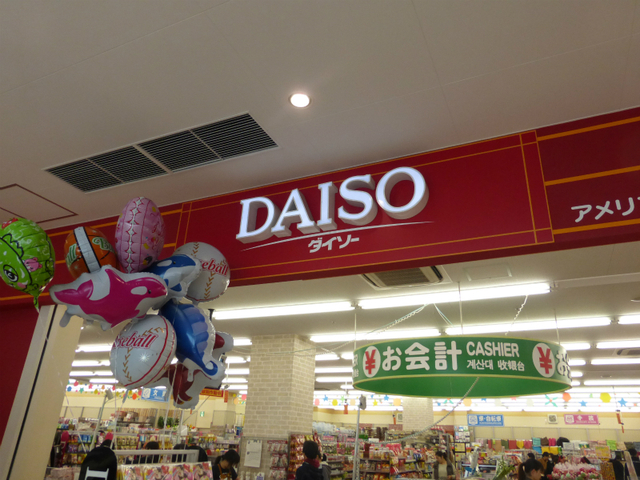 DAISO
ダイソー
アメリ
¥ お会計 CASHIER ¥
계산대 收银台
baseball
eball